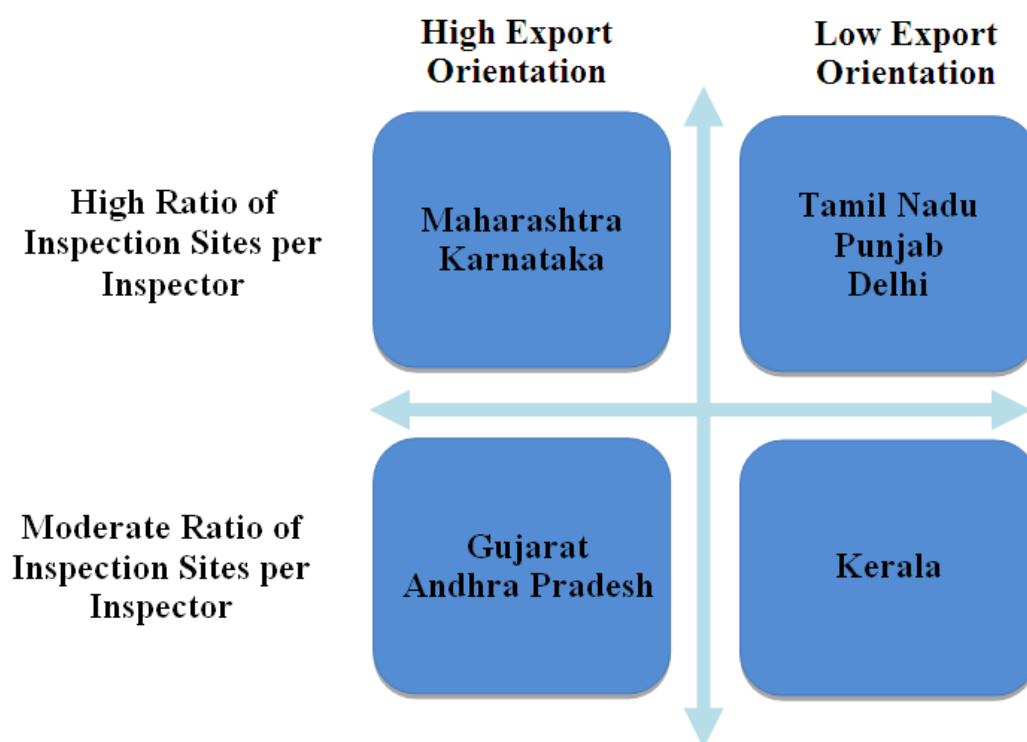 High Export
Orientation
Low Export
Orientation
High Ratio of
Inspection Sites per
Inspector
Maharashtra
Karnataka
Tamil Nadu
Punjab
Delhi
Moderate Ratio of
Inspection Sites per
Inspector
Gujarat
Andhra Pradesh
Kerala